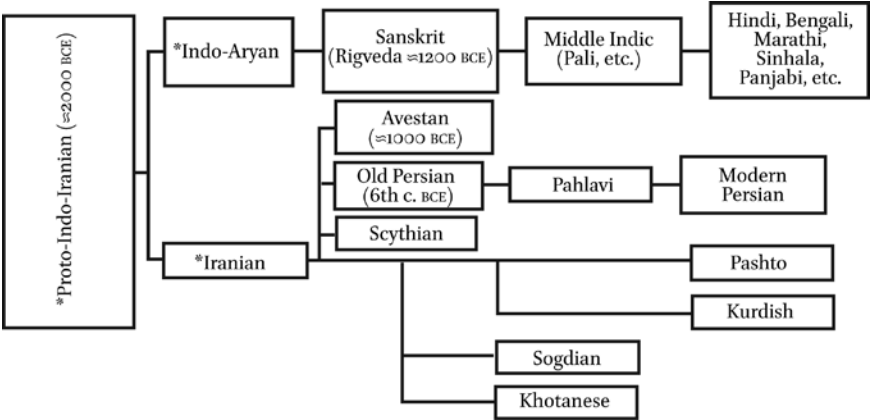 *Proto-Indo-Iranian (≈2000 BCE)
*Indo-Aryan
Sanskrit
(Rigveda ≈1200 BCE)
Middle Indic
(Pali, etc.)
Hindi, Bengali,
Marathi,
Sinhala,
Panjabi, etc.
Avestan
(≈1000 BCE)
Old Persian
(6th c. BCE)
Pahlavi
Modern
Persian
Scythian
*Iranian
Pashto
Kurdish
Sogdian
Khotanese